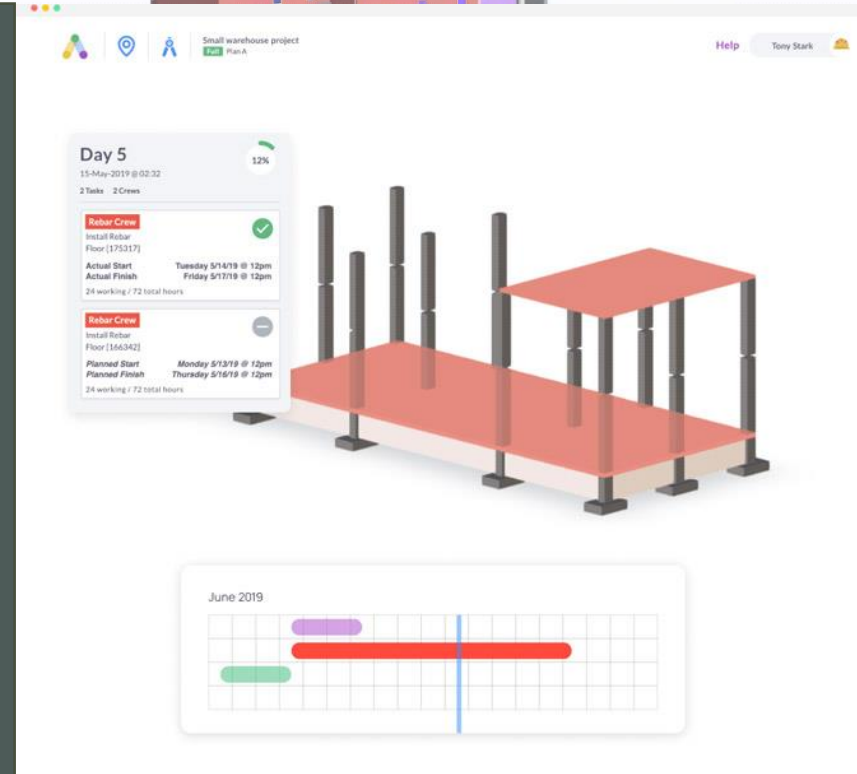 Small warehouse project
Full Plan A
Help
Tony Stark
Day 5
12%
15-May-2019 @ 02:32
2 Tasks 2 Crews
Rebar Crew
Install Rebar
Floor [175317]
Actual Start Tuesday 5/14/19 @ 12pm
Actual Finish Friday 5/17/19 @ 12pm
24 working / 72 total hours
Rebar Crew
Install Rebar
Floor [166342]
Planned Start Monday 5/13/19 @ 12pm
Planned Finish Thursday 5/16/19 @ 12pm
24 working / 72 total hours
June 2019